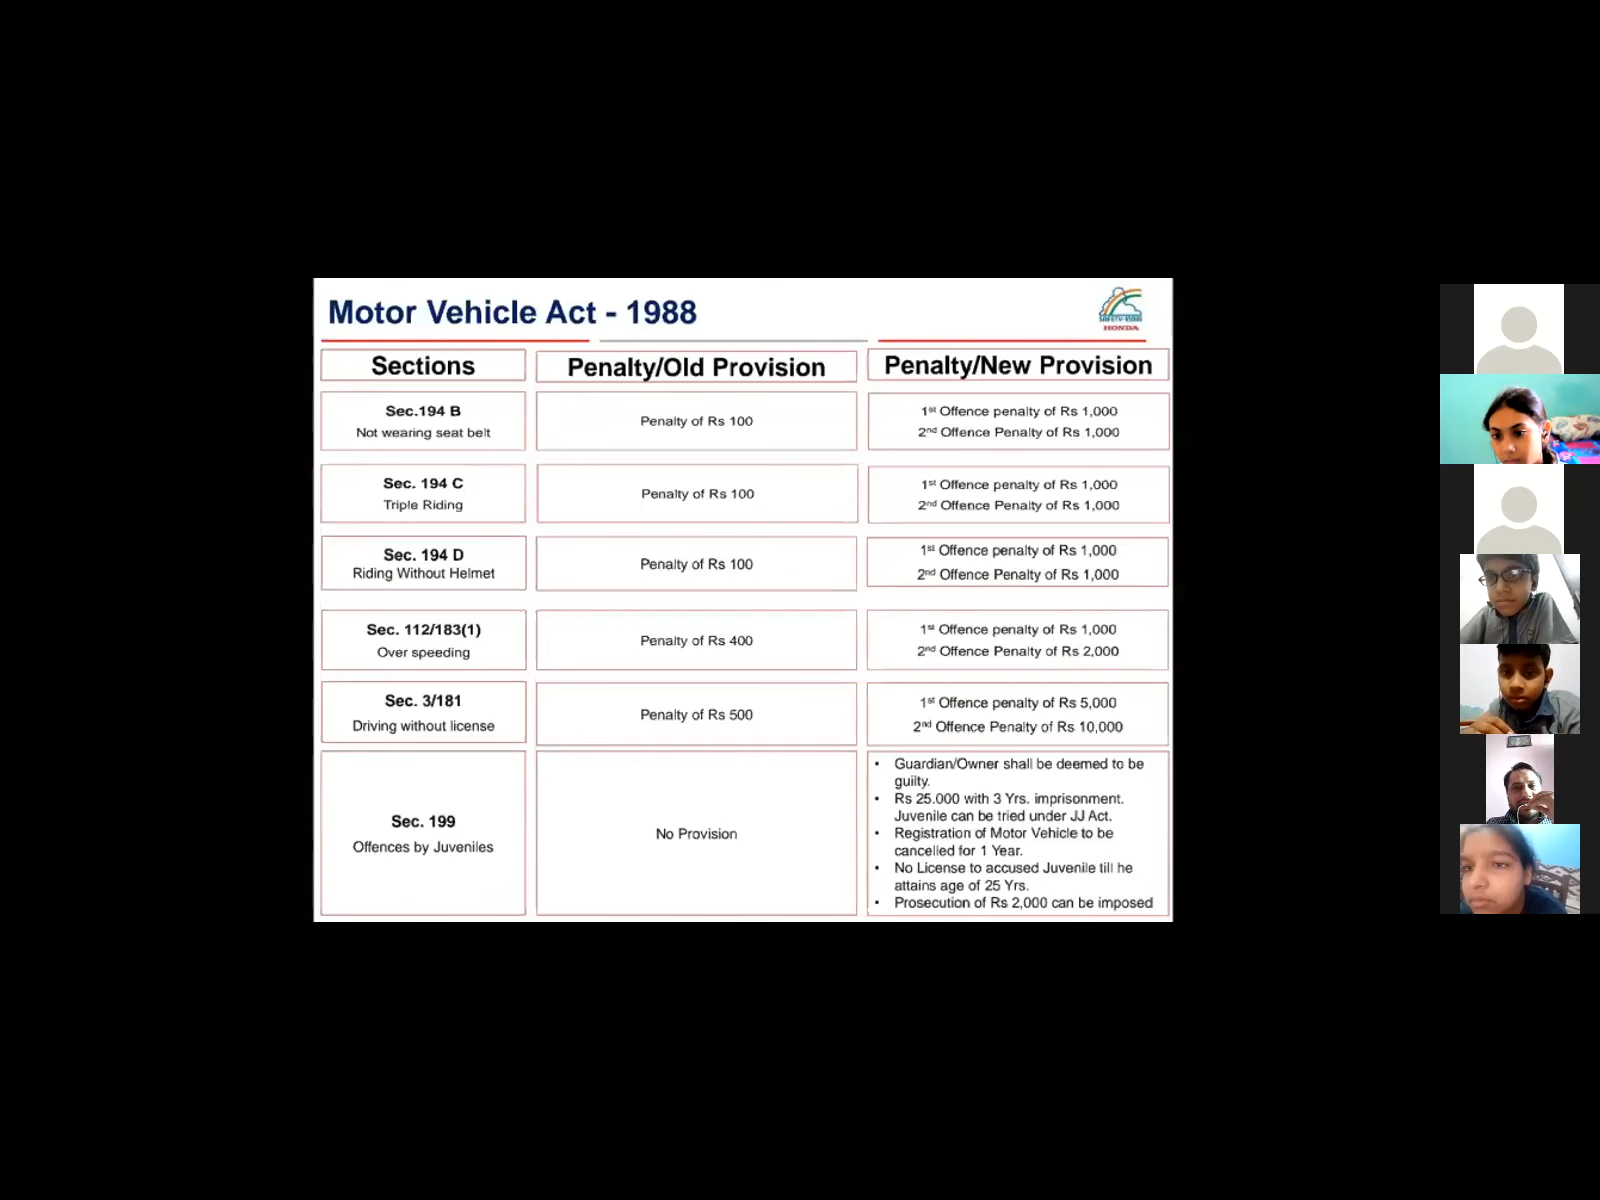 Motor Vehicle Act - 1988
HONDA
Sections
Penalty/Old Provision
Penalty/New Provision
Sec.194 B
Not wearing seat belt
Penalty of Rs 100
1st Offence penalty of Rs 1,000
2nd Offence Penalty of Rs 1,000
Sec. 194 C
Triple Riding
Penalty of Rs 100
1st Offence penalty of Rs 1,000
2nd Offence Penalty of Rs 1,000
Sec. 194 D
Riding Without Helmet
Penalty of Rs 100
1st Offence penalty of Rs 1,000
2nd Offence Penalty of Rs 1,000
Sec. 112/183(1)
Over speeding
Penalty of Rs 400
1st Offence penalty of Rs 1,000
2nd Offence Penalty of Rs 2,000
Sec. 3/181
Driving without license
Penalty of Rs 500
1st Offence penalty of Rs 5,000
2nd Offence Penalty of Rs 10,000
Sec. 199
Offences by Juveniles
No Provision
• Guardian/Owner shall be deemed to be
guilty.
• Rs 25.000 with 3 Yrs. imprisonment.
Juvenile can be tried under JJ Act.
• Registration of Motor Vehicle to be
cancelled for 1 Year.
• No License to accused Juvenile till he
attains age of 25 Yrs.
• Prosecution of Rs 2,000 can be imposed